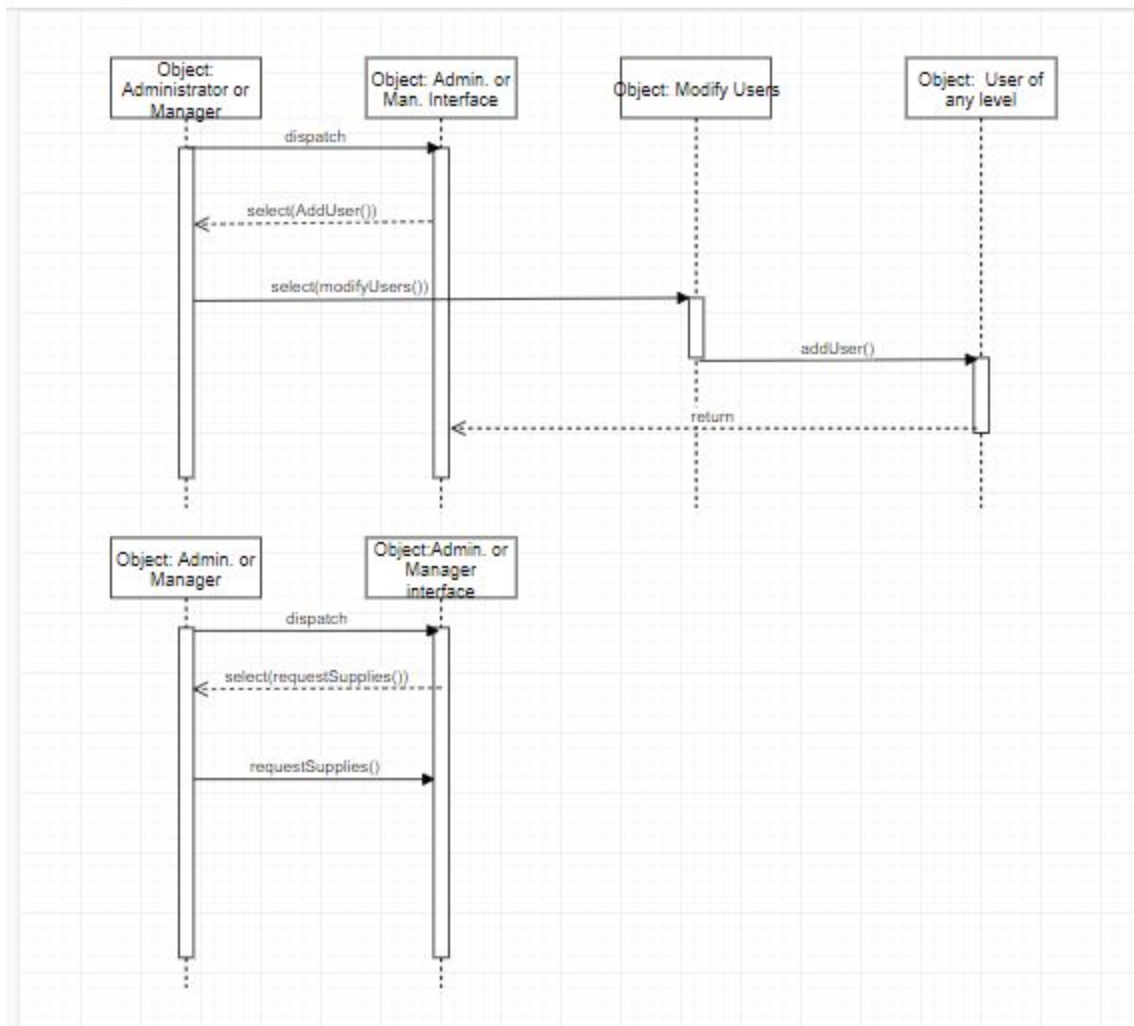 Object:
Administrator or
Manager
Object: Admin. or
Man. Interface
Object: Modify Users
Object: User of
any level
dispatch
select(AddUser())
select(modifyUsers())
addUser()
return
Object: Admin. or
Manager
Object:Admin. or
Manager
interface
dispatch
select(requestSupplies())
requestSupplies()